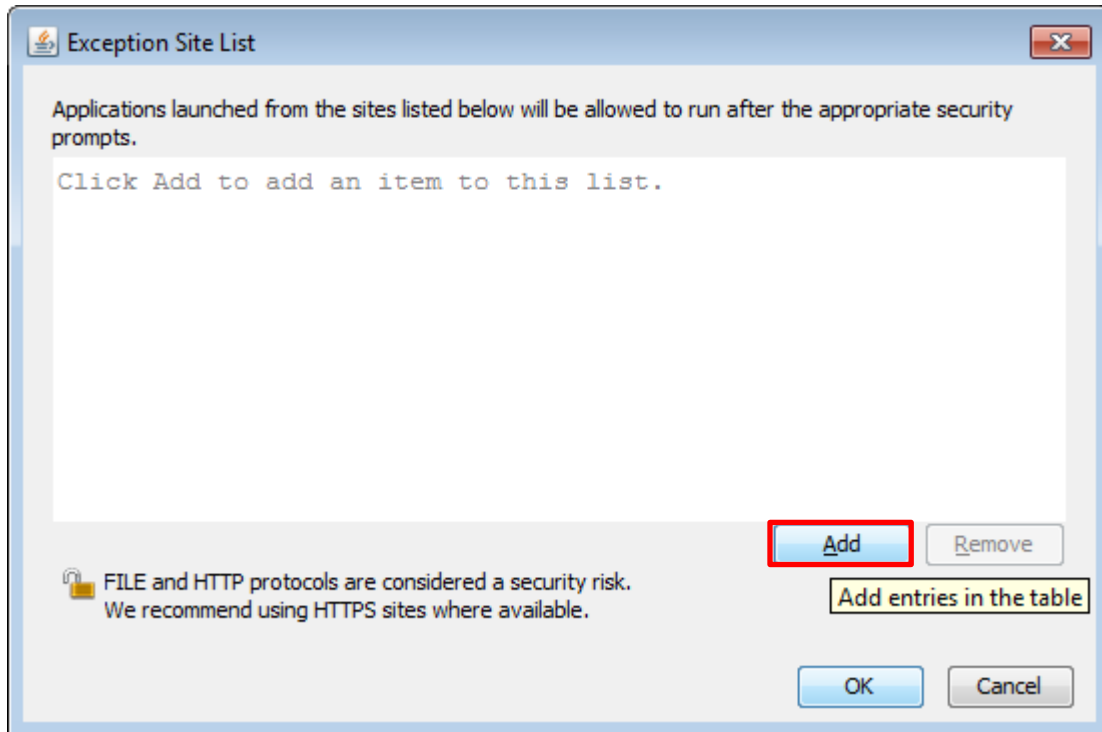 Exception Site List
Applications launched from the sites listed below will be allowed to run after the appropriate security
prompts.
Click Add to add an item to this list.
Add
Remove
FILE and HTTP protocols are considered a security risk.
We recommend using HTTPS sites where available.
Add entries in the table
OK
Cancel